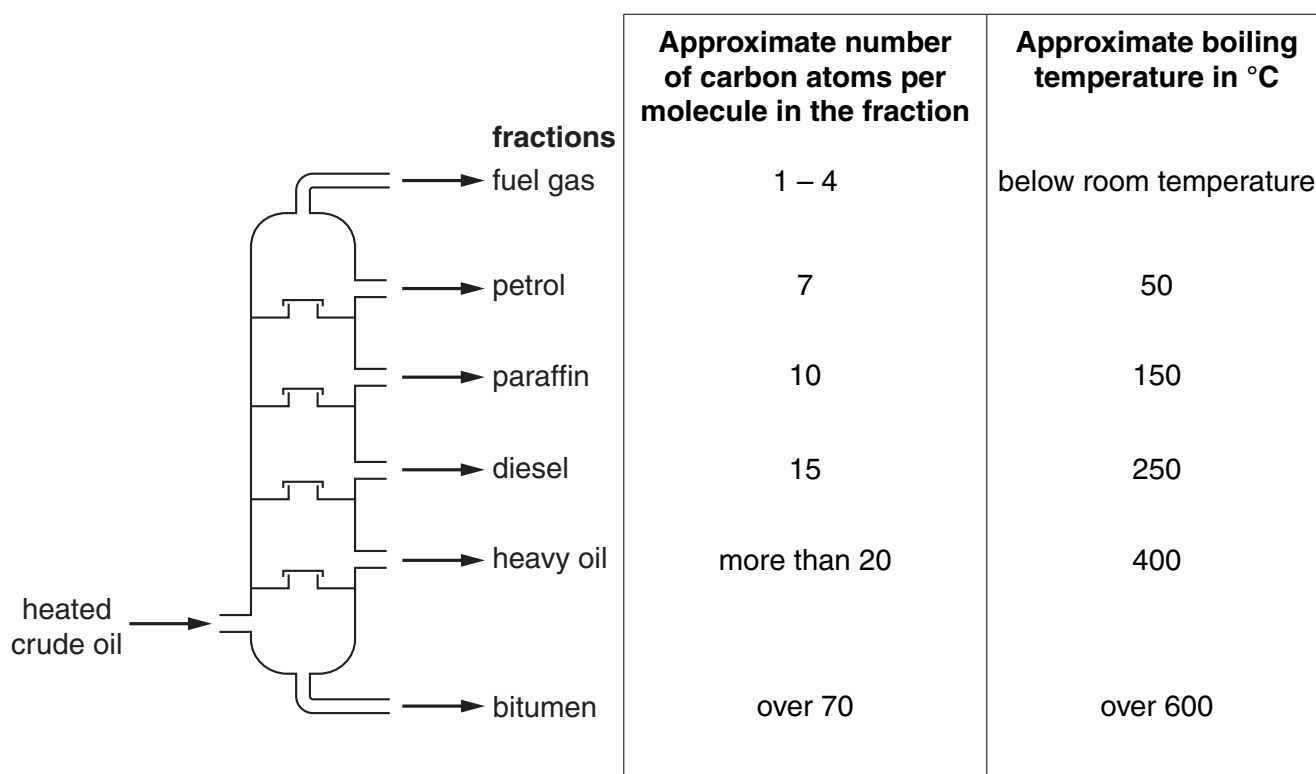 Approximate number
of carbon atoms per
molecule in the fraction
Approximate boiling
temperature in °C
fractions
fuel gas 1 – 4 below room temperature
petrol 7 50
paraffin 10 150
diesel 15 250
heavy oil more than 20 400
heated
crude oil
bitumen over 70 over 600